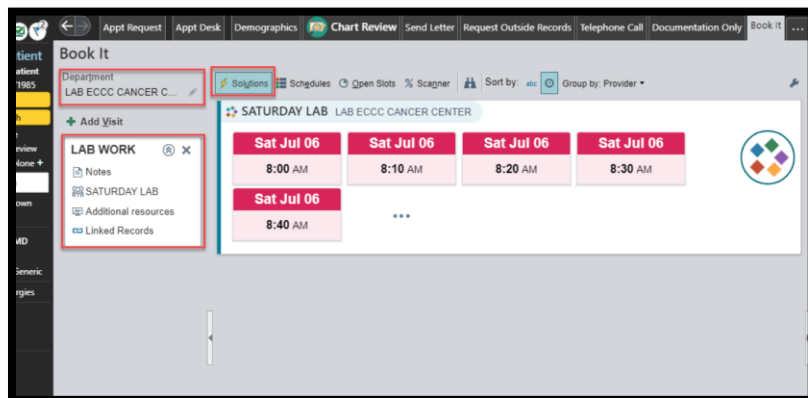 Appt Request Appt Desk Demographics Chart Review Send Letter Request Outside Records Telephone Call Documentation Only Book It ...
tient
atient
1985
h
eview
None +
own
MD
Generic
rgies
Book It
Department
LAB ECCC CANCER C...
Add Visit
LAB WORK
Notes
SATURDAY LAB
Additional resources
Linked Records
Solutions Schedules Open Slots Scanner Sort by: abc Group by: Provider
SATURDAY LAB LAB ECCC CANCER CENTER
Sat Jul 06 Sat Jul 06 Sat Jul 06 Sat Jul 06
8:00 AM 8:10 AM 8:20 AM 8:30 AM
Sat Jul 06
8:40 AM ...